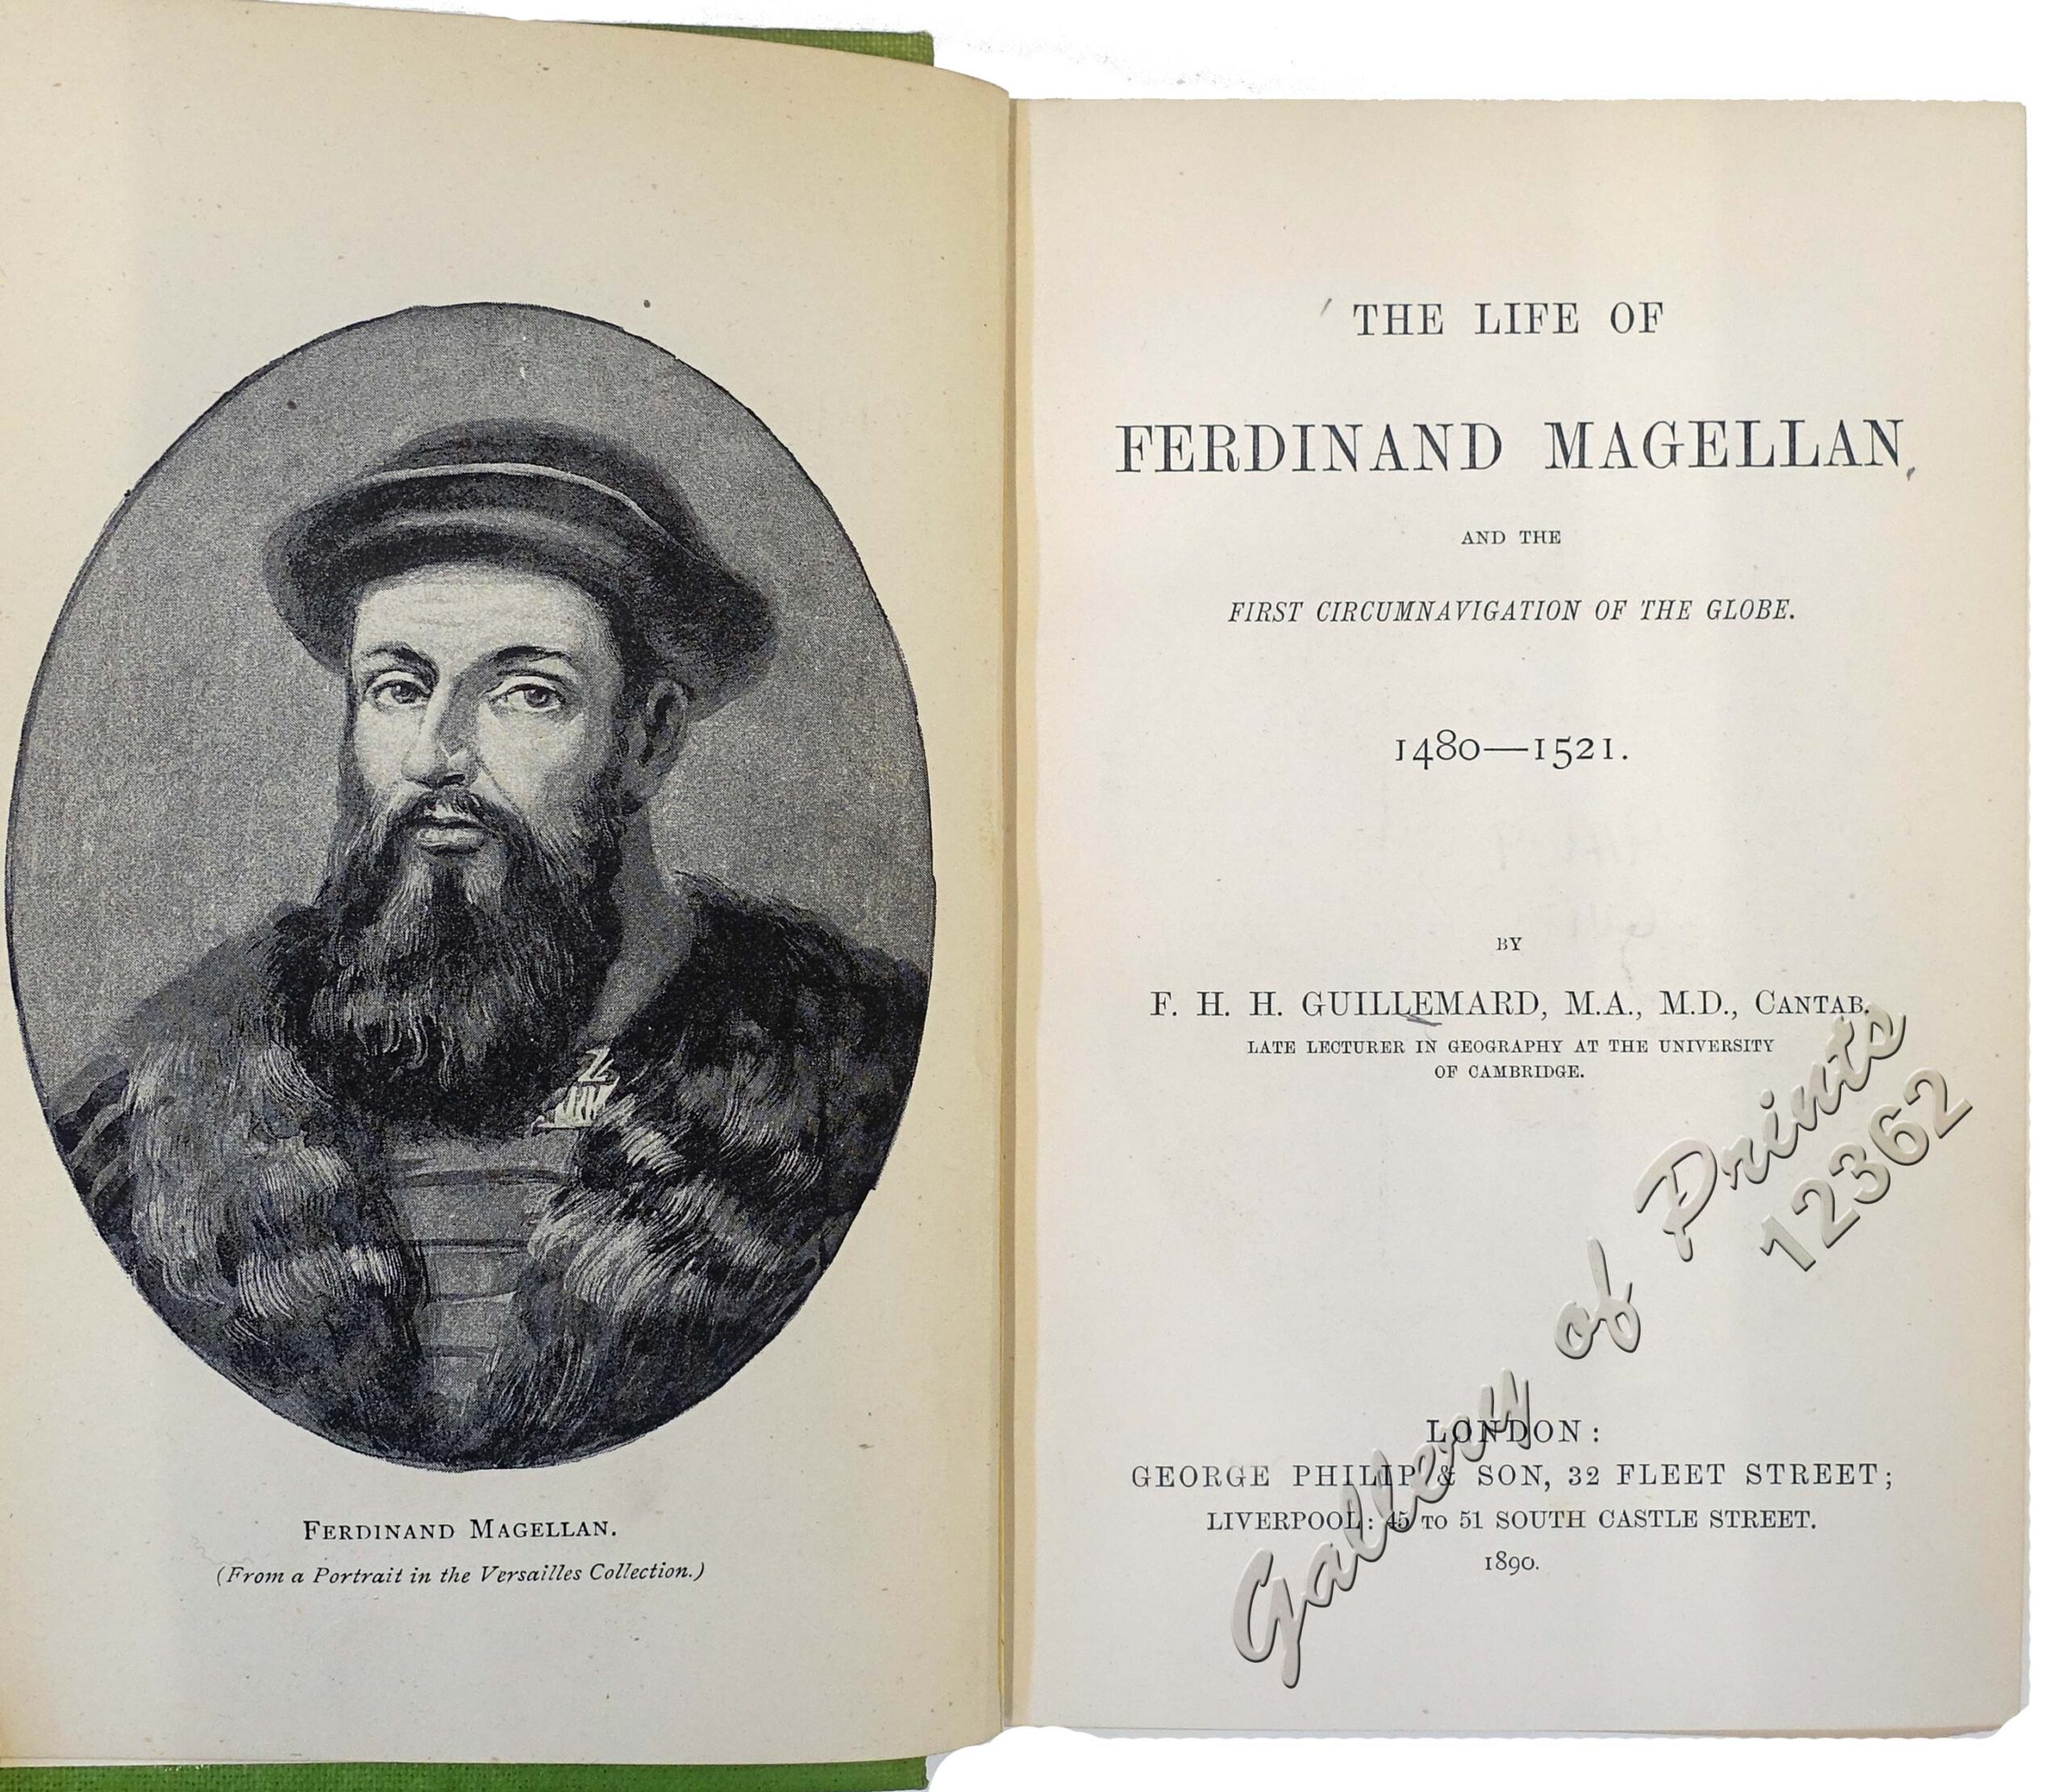 FERDINAND MAGELLAN.
(From a Portrait in the Versailles Collection.)
THE LIFE OF
FERDINAND MAGELLAN,
AND THE
FIRST CIRCUMNAVIGATION OF THE GLOBE.
1480—1521.
BY
F. H. H. GUILLEMARD, M.A., M.D., CANTAB.
LATE LECTURER IN GEOGRAPHY AT THE UNIVERSITY
OF CAMBRIDGE.
LONDON:
GEORGE PHILIP & SON, 32 FLEET STREET;
LIVERPOOL: 45 TO 51 SOUTH CASTLE STREET.
1890.
Gallery of Prints
12362